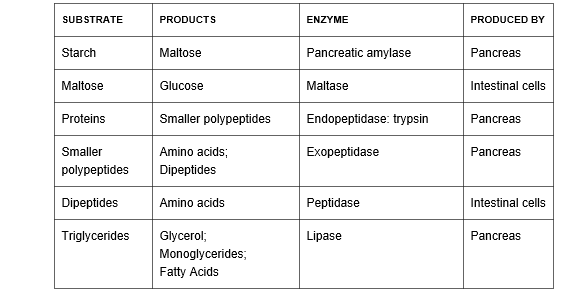 SUBSTRATE PRODUCTS ENZYME PRODUCED BY
Starch Maltose Pancreatic amylase Pancreas
Maltose Glucose Maltase Intestinal cells
Proteins Smaller polypeptides Endopeptidase: trypsin Pancreas
Smaller Amino acids; Exopeptidase Pancreas
polypeptides Dipeptides
Dipeptides Amino acids Peptidase Intestinal cells
Triglycerides Glycerol; Lipase Pancreas
Monoglycerides;
Fatty Acids